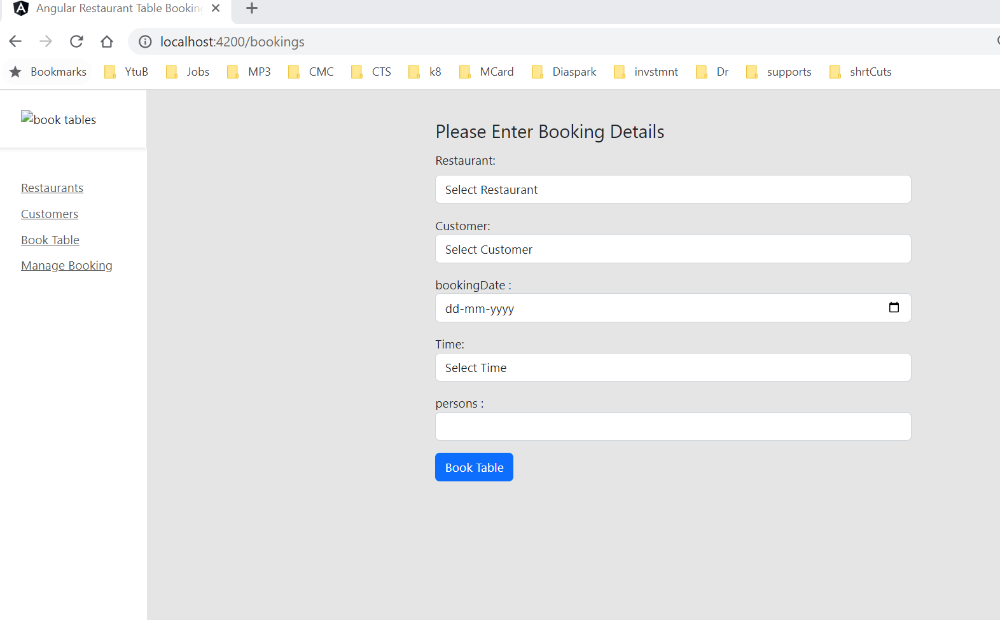 Angular Restaurant Table Booking
localhost:4200/bookings
Bookmarks YtuB Jobs MP3 CMC CTS k8 MCard Diaspark invstmnt Dr supports shrtCuts
book tables
Restaurants
Customers
Book Table
Manage Booking
Please Enter Booking Details
Restaurant:
Select Restaurant
Customer:
Select Customer
bookingDate :
dd-mm-yyyy
Time:
Select Time
persons :
Book Table